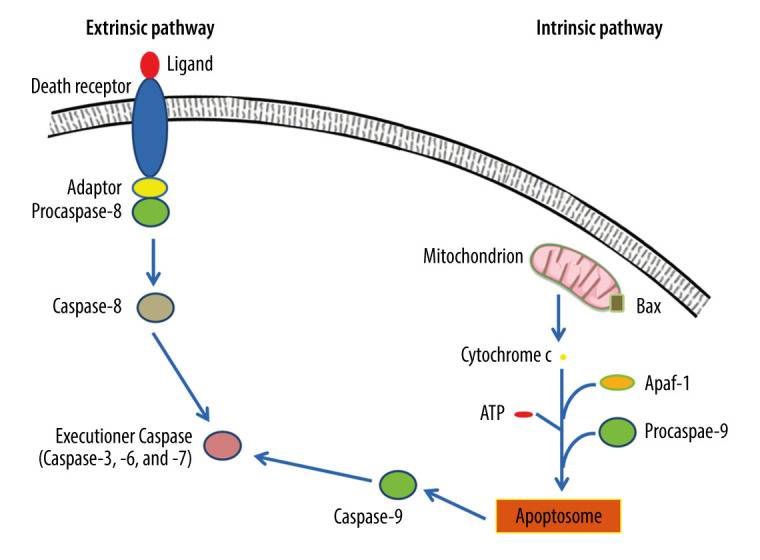 Extrinsic pathway
Intrinsic pathway
Ligand
Death receptor
Adaptor
Procaspase-8
Caspase-8
Executioner Caspase
(Caspase-3, -6, and -7)
Mitochondrion
Bax
Cytochrome c
Apaf-1
ATP
Procaspae-9
Apoptosome
Caspase-9